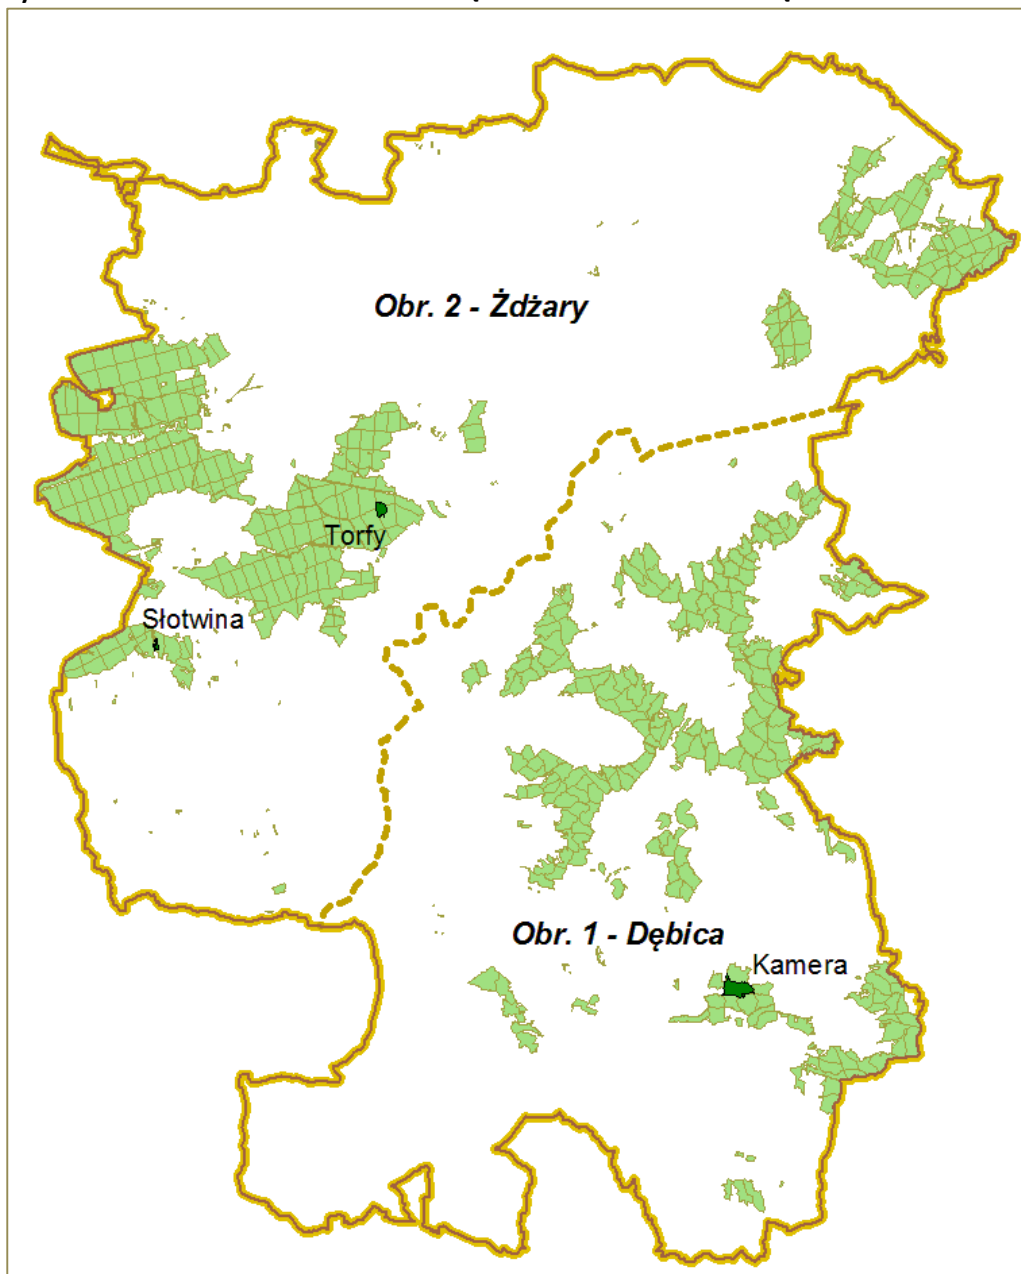 Obr. 2 - Żdżary
Torfy
Słotwina
Obr. 1 - Dębica
Kamera